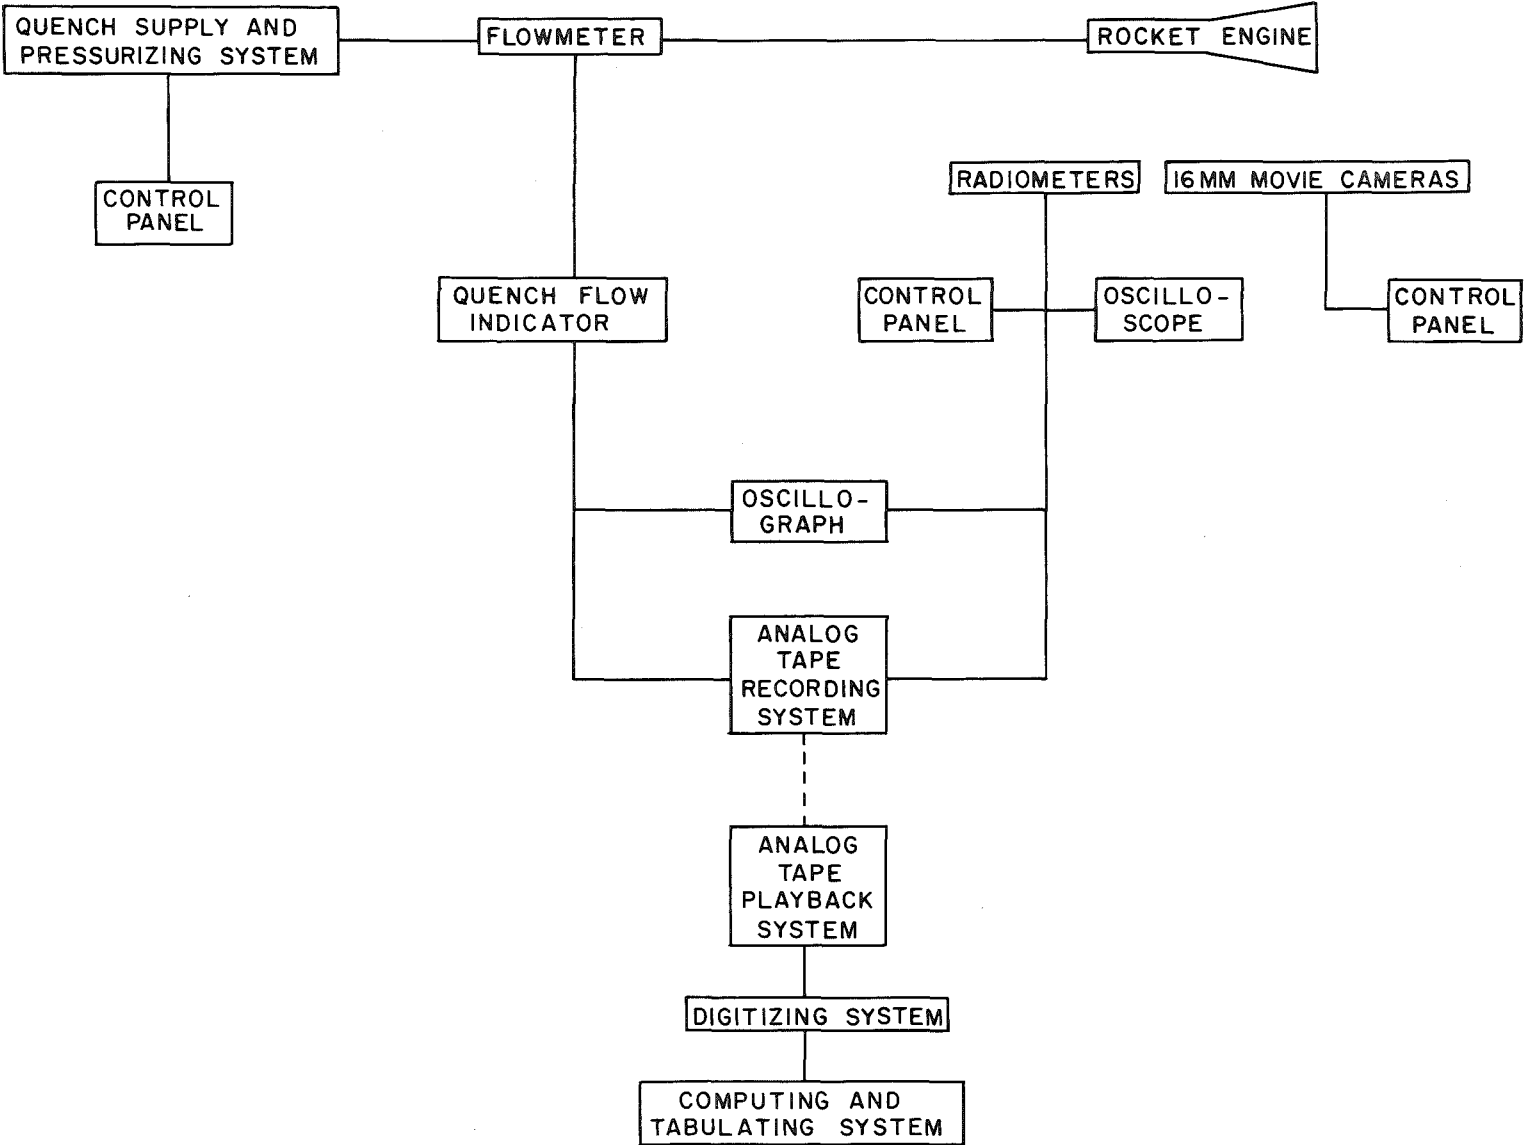 QUENCH SUPPLY AND
PRESSURIZING SYSTEM
FLOWMETER
ROCKET ENGINE
CONTROL
PANEL
RADIOMETERS
16MM MOVIE CAMERAS
QUENCH FLOW
INDICATOR
CONTROL
PANEL
OSCILLO-
SCOPE
CONTROL
PANEL
OSCILLO-
GRAPH
ANALOG
TAPE
RECORDING
SYSTEM
ANALOG
TAPE
PLAYBACK
SYSTEM
DIGITIZING SYSTEM
COMPUTING AND
TABULATING SYSTEM